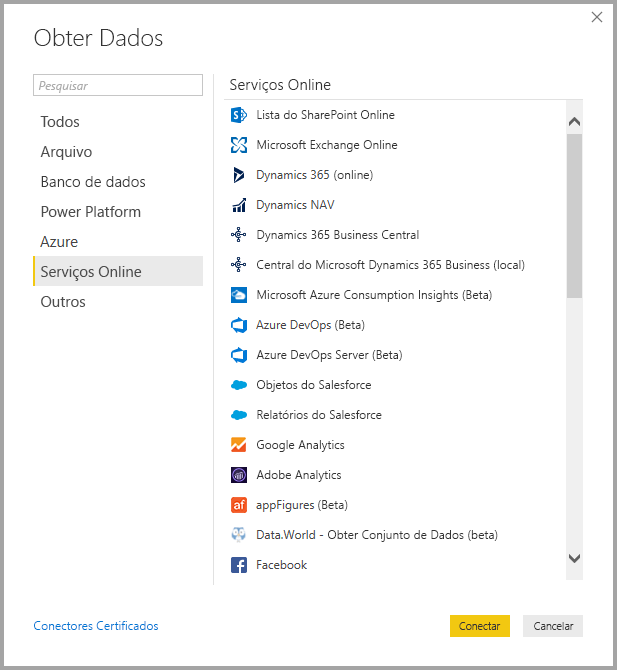 Obter Dados
Pesquisar
Todos
Arquivo
Banco de dados
Power Platform
Azure
Serviços Online
Outros
Serviços Online
Lista do SharePoint Online
Microsoft Exchange Online
Dynamics 365 (online)
Dynamics NAV
Dynamics 365 Business Central
Central do Microsoft Dynamics 365 Business (local)
Microsoft Azure Consumption Insights (Beta)
Azure DevOps (Beta)
Azure DevOps Server (Beta)
Objetos do Salesforce
Relatórios do Salesforce
Google Analytics
Adobe Analytics
af appFigures (Beta)
Data.World - Obter Conjunto de Dados (beta)
Facebook
Conectores Certificados
Conectar
Cancelar